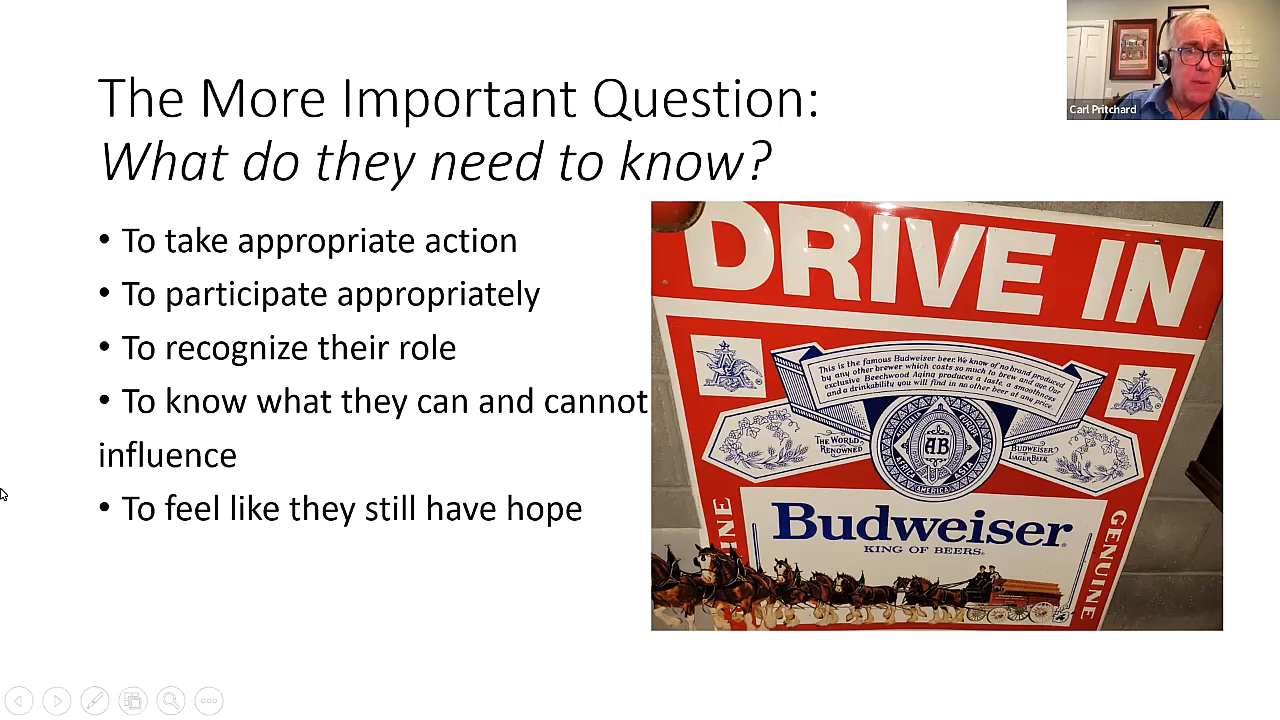 The More Important Question:
What do they need to know?
Carl Pritchard
• To take appropriate action
• To participate appropriately
• To recognize their role
• To know what they can and cannot
influence
• To feel like they still have hope
DRIVE IN
This is the famous Budweiser beer. We know of no brand produced
by any other brewer which costs so much to brew and age. Our
exclusive Beechwood Aging produces a taste, a smoothness
and a drinkability you will find in no other beer at any price.
THE WORLD
RENOWNED
AB
EUROPE
AFRICA
ASIA
AMERICA
BUDWEISER
LAGER BEER
Budweiser
KING OF BEERS®
INE
GENUINE